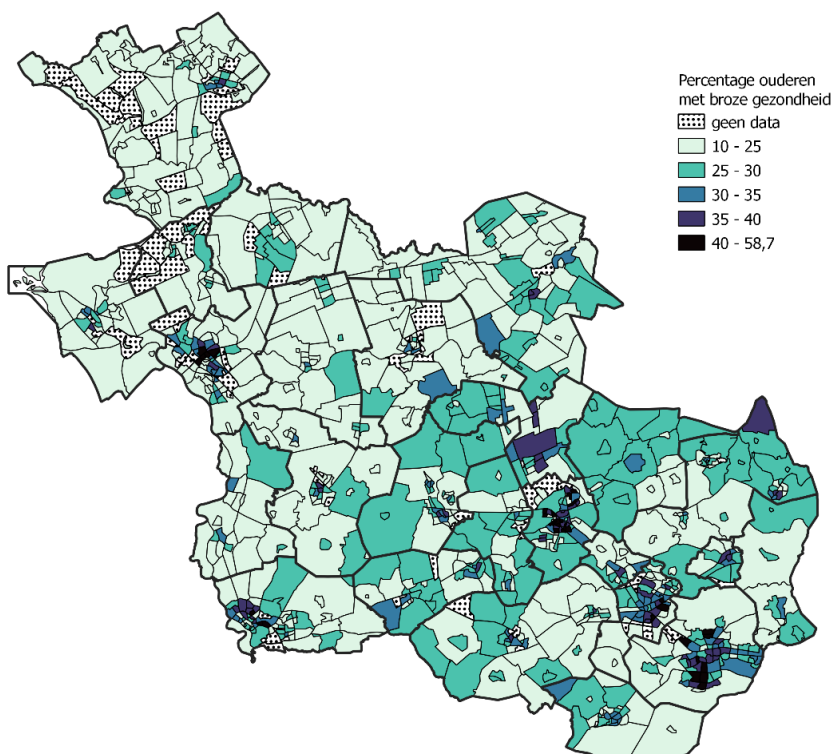 Percentage ouderen
met broze gezondheid
geen data
10 - 25
25 - 30
30 - 35
35 - 40
40 - 58,7